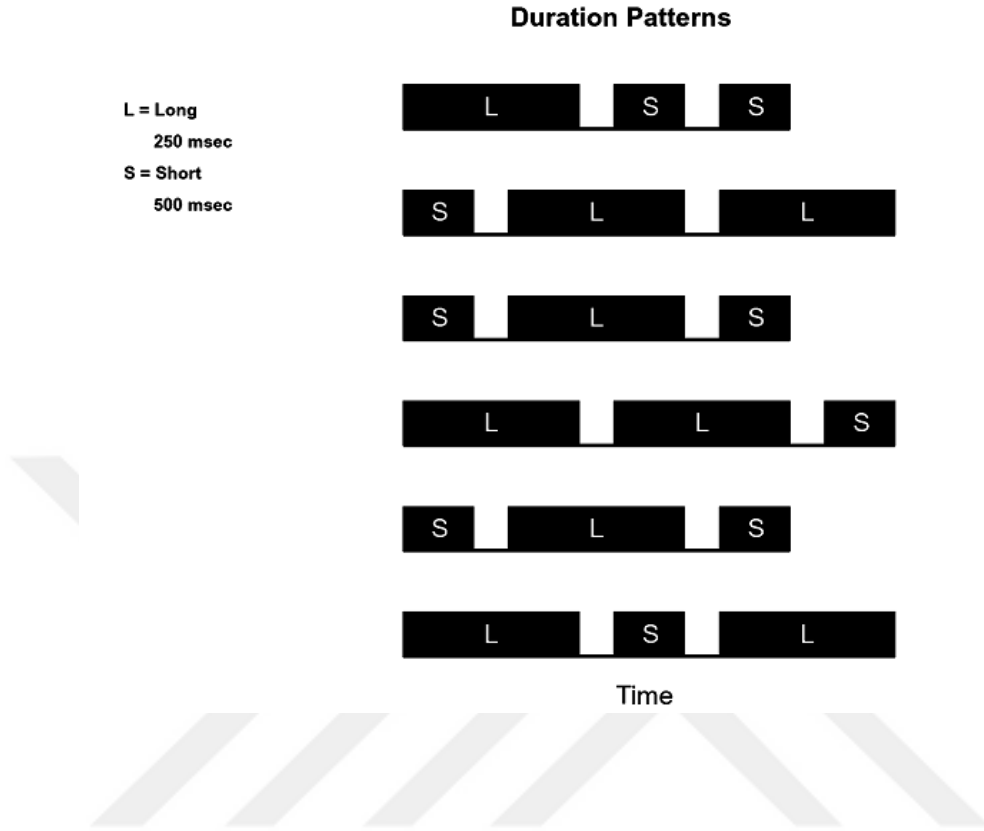 Duration Patterns
L = Long
250 msec
S = Short
500 msec
L S S
S L L
S L S
L L S
S L S
L S L
Time